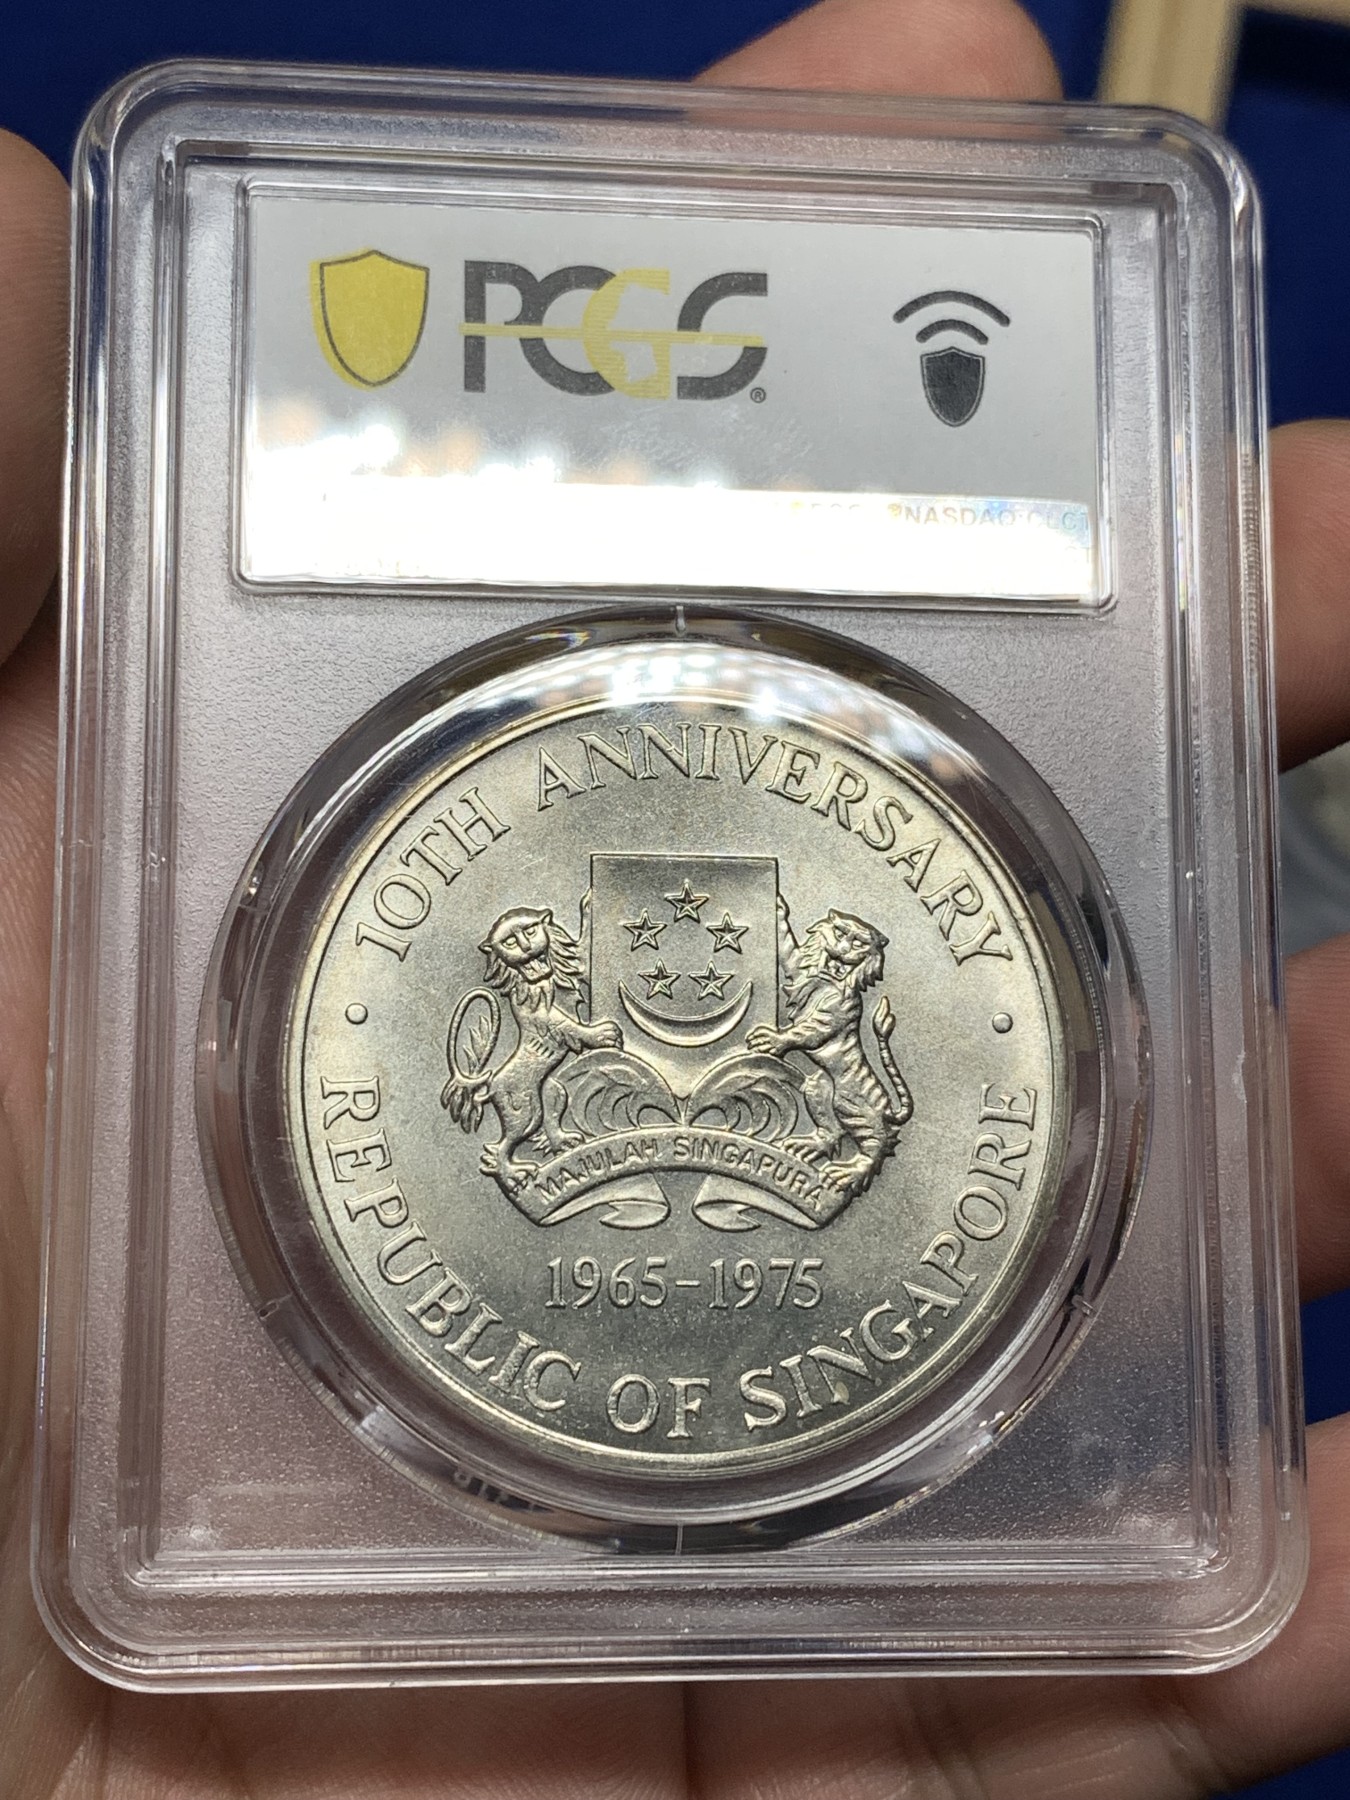 PCGS®
®NASDAQ:CLCT
10TH ANNIVERSARY
MAJULAH SINGAPURA
1965-1975
REPUBLIC OF SINGAPORE